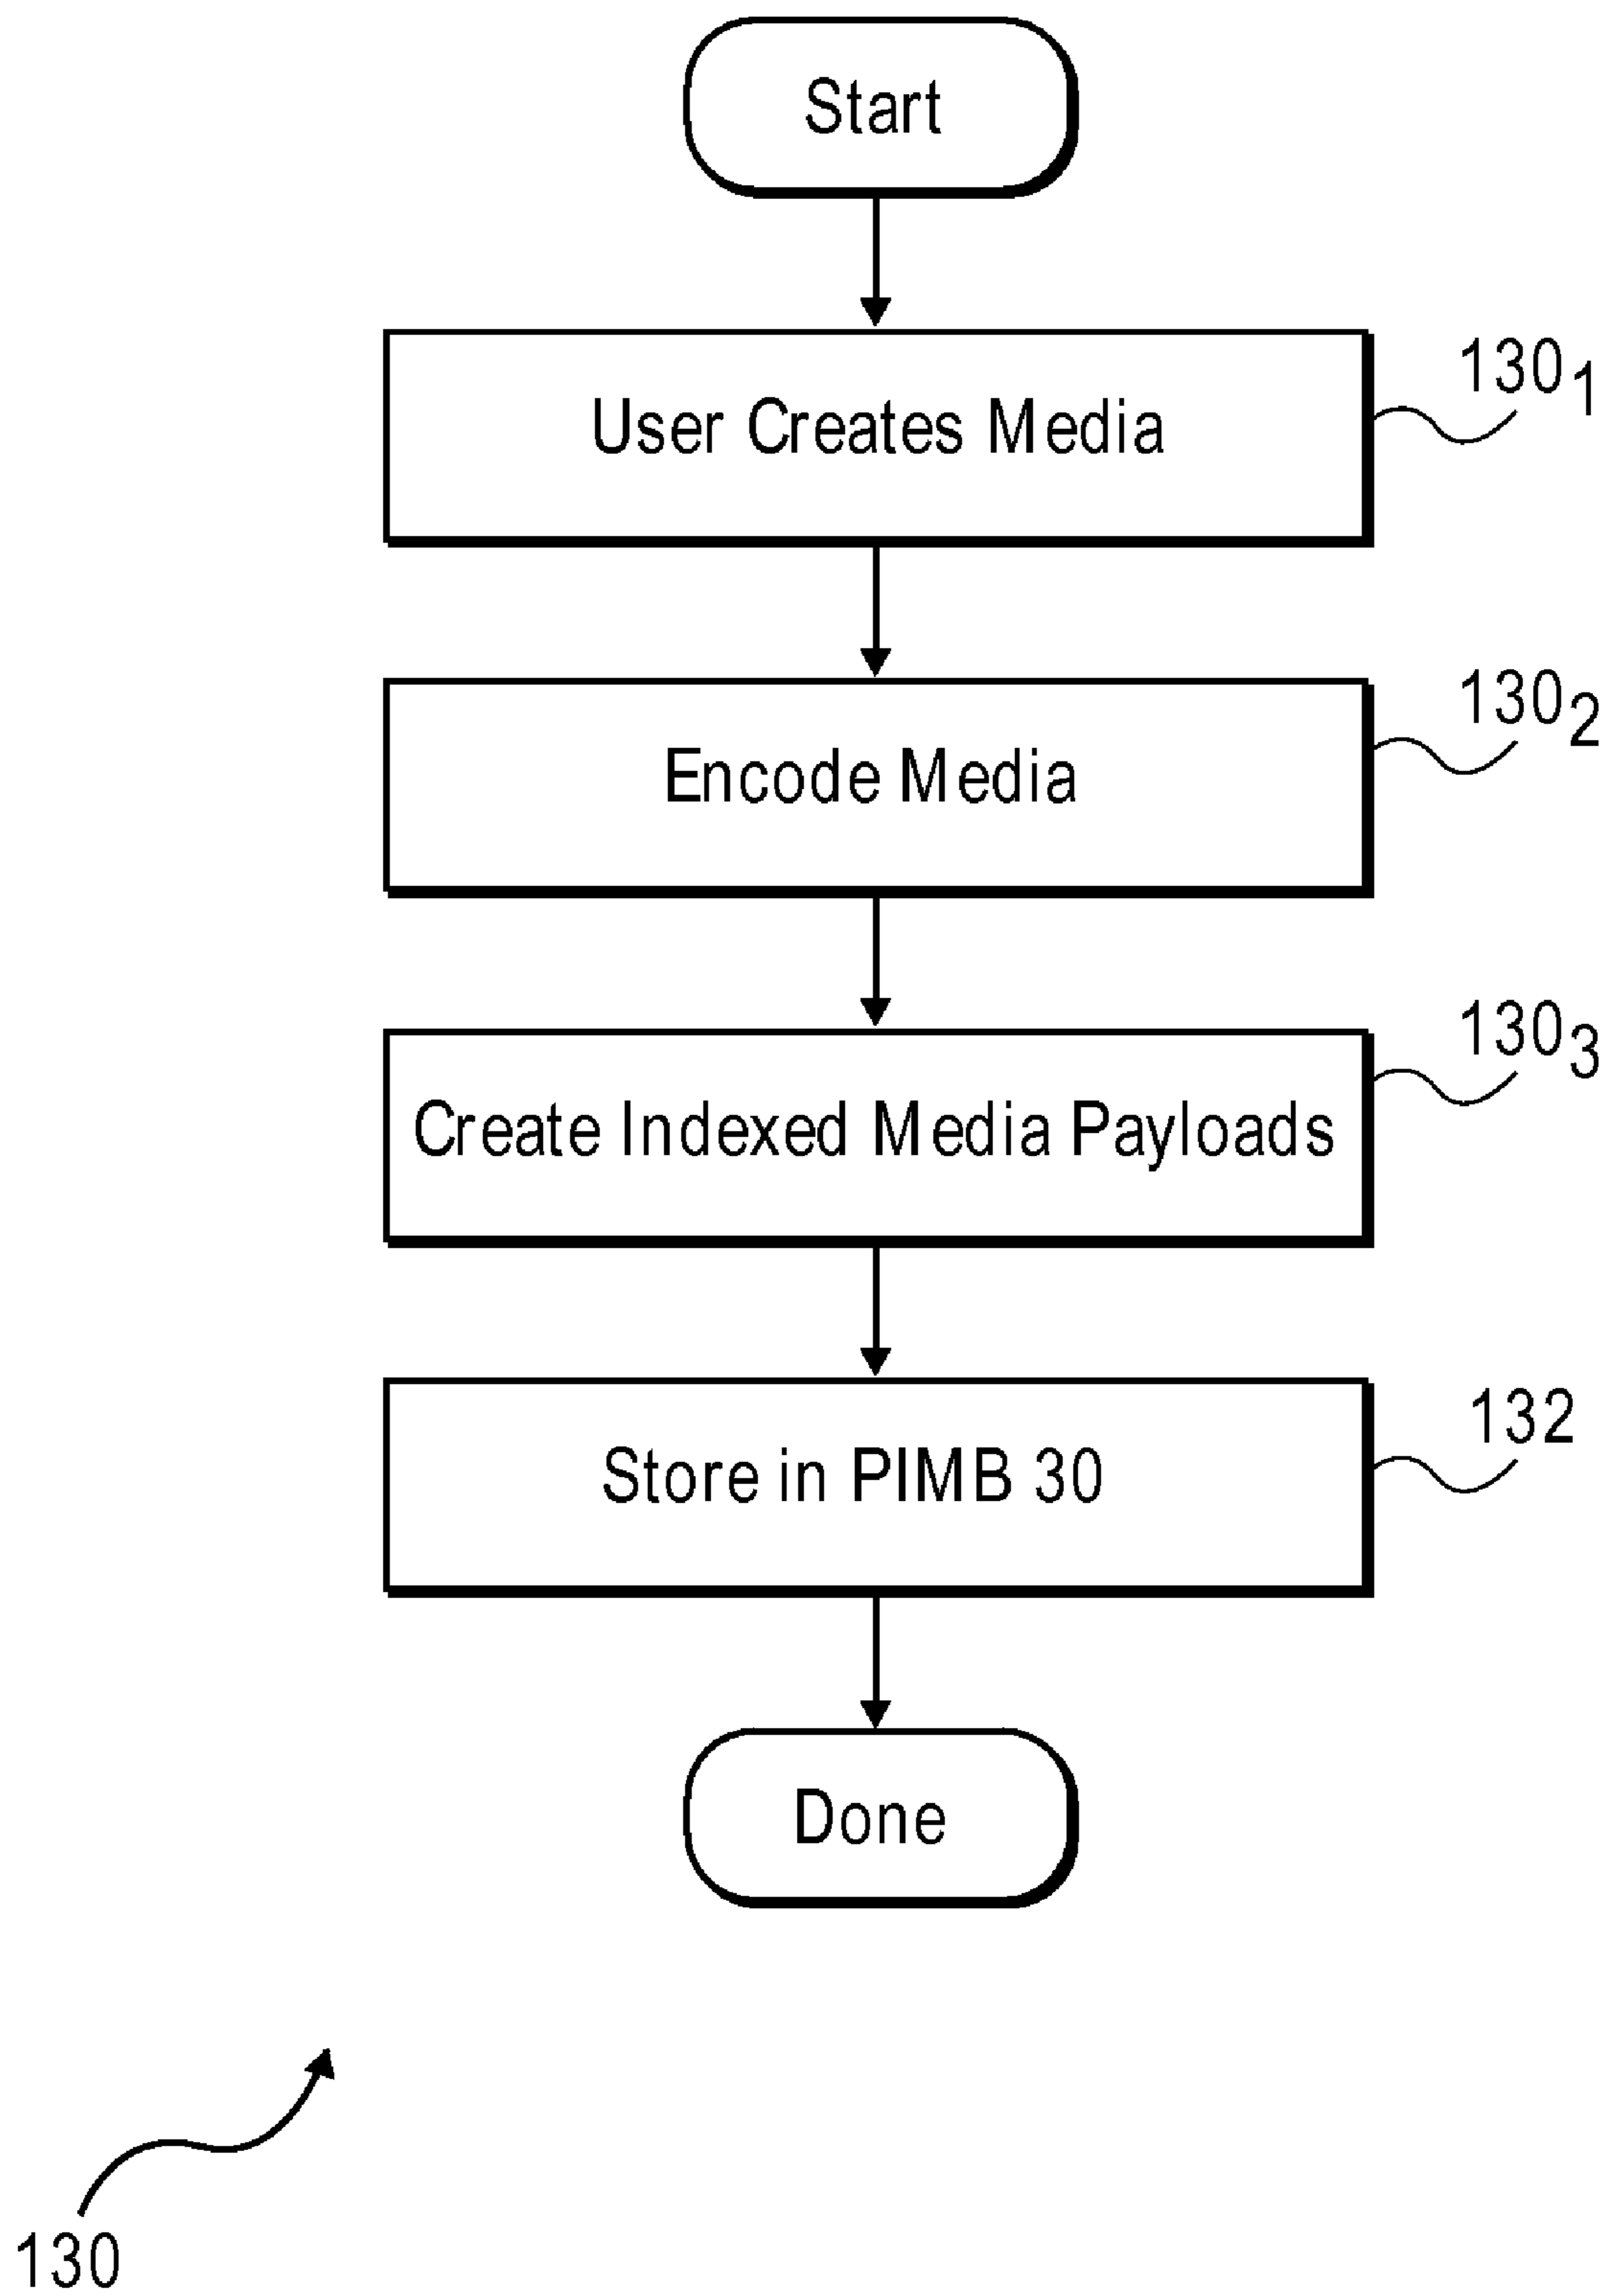 Start
User Creates Media
130₁
Encode Media
130₂
Create Indexed Media Payloads
130₃
Store in PIMB 30
132
Done
130